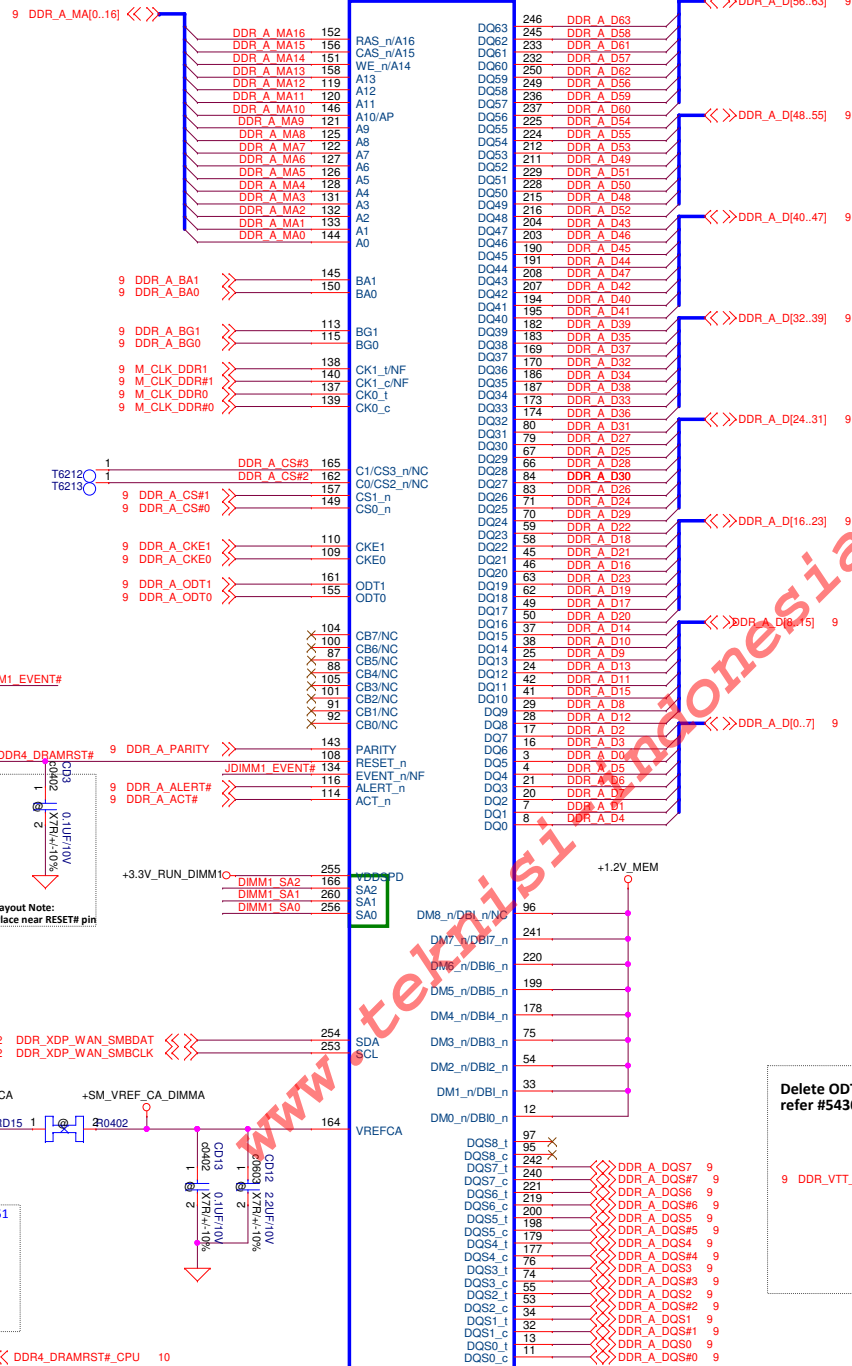 9 DDR_A_MA[0..16]
DDR_A_MA16 152 RAS_n/A16
DDR_A_MA15 156 CAS_n/A15
DDR_A_MA14 151 WE_n/A14
DDR_A_MA13 158 A13
DDR_A_MA12 119 A12
DDR_A_MA11 120 A11
DDR_A_MA10 146 A10/AP
DDR_A_MA9 121 A9
DDR_A_MA8 125 A8
DDR_A_MA7 122 A7
DDR_A_MA6 127 A6
DDR_A_MA5 126 A5
DDR_A_MA4 128 A4
DDR_A_MA3 131 A3
DDR_A_MA2 132 A2
DDR_A_MA1 133 A1
DDR_A_MA0 144 A0
9 DDR_A_BA1 145 BA1
9 DDR_A_BA0 150 BA0
9 DDR_A_BG1 113 BG1
9 DDR_A_BG0 115 BG0
9 M_CLK_DDR1 138 CK1_t/NF
9 M_CLK_DDR#1 140 CK1_c/NF
9 M_CLK_DDR0 137 CK0_t
9 M_CLK_DDR#0 139 CK0_c
T6212 1 DDR_A_CS#3 165 C1/CS3_n/NC
T6213 1 DDR_A_CS#2 162 C0/CS2_n/NC
9 DDR_A_CS#1 157 CS1_n
9 DDR_A_CS#0 149 CS0_n
9 DDR_A_CKE1 110 CKE1
9 DDR_A_CKE0 109 CKE0
9 DDR_A_ODT1 161 ODT1
9 DDR_A_ODT0 155 ODT0
104 CB7/NC
100 CB6/NC
87 CB5/NC
88 CB4/NC
105 CB3/NC
101 CB2/NC
91 CB1/NC
92 CB0/NC
M1_EVENT#
9 DDR_A_PARITY 143 PARITY
DDR4_DRAMRST# 108 RESET_n
JDIMM1_EVENT# 134 EVENT_n/NF
9 DDR_A_ALERT# 116 ALERT_n
9 DDR_A_ACT# 114 ACT_n
CD3
c0402
1
@
2
0.1UF/10V
X7R/+/-10%
ayout Note:
lace near RESET# pin
+3.3V_RUN_DIMM1 255 VDDSPD
DIMM1_SA2 166 SA2
DIMM1_SA1 260 SA1
DIMM1_SA0 256 SA0
2 DDR_XDP_WAN_SMBDAT 254 SDA
2 DDR_XDP_WAN_SMBCLK 253 SCL
CA
+SM_VREF_CA_DIMMA
RD15 1 @ 2 R0402 164 VREFCA
CD13
c0402
1
@
2
0.1UF/10V
X7R/+/-10%
CD12
c0603
1
@
2
2.2UF/10V
X7R/+/-10%
51
DDR4_DRAMRST#_CPU 10
DDR_A_D[56..63]
DQ63 246 DDR_A_D63
DQ62 245 DDR_A_D58
DQ61 233 DDR_A_D61
DQ60 232 DDR_A_D57
DQ59 250 DDR_A_D62
DQ58 249 DDR_A_D56
DQ57 236 DDR_A_D59
DQ56 237 DDR_A_D60
DDR_A_D[48..55] 9
DQ55 225 DDR_A_D54
DQ54 224 DDR_A_D55
DQ53 212 DDR_A_D53
DQ52 211 DDR_A_D49
DQ51 229 DDR_A_D51
DQ50 228 DDR_A_D50
DQ49 215 DDR_A_D48
DQ48 216 DDR_A_D52
DDR_A_D[40..47] 9
DQ47 204 DDR_A_D43
DQ46 203 DDR_A_D46
DQ45 190 DDR_A_D45
DQ44 191 DDR_A_D44
DQ43 208 DDR_A_D47
DQ42 207 DDR_A_D42
DQ41 194 DDR_A_D40
DQ40 195 DDR_A_D41
DDR_A_D[32..39] 9
DQ39 182 DDR_A_D39
DQ38 183 DDR_A_D35
DQ37 169 DDR_A_D37
DQ36 170 DDR_A_D32
DQ35 186 DDR_A_D34
DQ34 187 DDR_A_D38
DQ33 173 DDR_A_D33
DQ32 174 DDR_A_D36
DDR_A_D[24..31] 9
DQ31 80 DDR_A_D31
DQ30 79 DDR_A_D27
DQ29 67 DDR_A_D25
DQ28 66 DDR_A_D28
DQ27 84 DDR_A_D30
DQ26 83 DDR_A_D26
DQ25 71 DDR_A_D24
DQ24 70 DDR_A_D29
DDR_A_D[16..23] 9
DQ23 59 DDR_A_D22
DQ22 58 DDR_A_D18
DQ21 45 DDR_A_D21
DQ20 46 DDR_A_D16
DQ19 63 DDR_A_D23
DQ18 62 DDR_A_D19
DQ17 49 DDR_A_D17
DQ16 50 DDR_A_D20
DDR_A_D[8..15] 9
DQ15 37 DDR_A_D14
DQ14 38 DDR_A_D10
DQ13 25 DDR_A_D9
DQ12 24 DDR_A_D13
DQ11 42 DDR_A_D11
DQ10 41 DDR_A_D15
DQ9 29 DDR_A_D8
DQ8 28 DDR_A_D12
DDR_A_D[0..7] 9
DQ7 17 DDR_A_D2
DQ6 16 DDR_A_D3
DQ5 3 DDR_A_D0
DQ4 4 DDR_A_D5
DQ3 21 DDR_A_D6
DQ2 20 DDR_A_D7
DQ1 7 DDR_A_D1
DQ0 8 DDR_A_D4
+1.2V_MEM
DM8_n/DBI_n/NC 96
DM7_n/DBI7_n 241
DM6_n/DBI6_n 220
DM5_n/DBI5_n 199
DM4_n/DBI4_n 178
DM3_n/DBI3_n 75
DM2_n/DBI2_n 54
DM1_n/DBI_n 33
DM0_n/DBI0_n 12
DQS8_t 97
DQS8_c 95
DQS7_t 242 DDR_A_DQS7 9
DQS7_c 240 DDR_A_DQS#7 9
DQS6_t 221 DDR_A_DQS6 9
DQS6_c 219 DDR_A_DQS#6 9
DQS5_t 200 DDR_A_DQS5 9
DQS5_c 198 DDR_A_DQS#5 9
DQS4_t 179 DDR_A_DQS4 9
DQS4_c 177 DDR_A_DQS#4 9
DQS3_t 76 DDR_A_DQS3 9
DQS3_c 74 DDR_A_DQS#3 9
DQS2_t 55 DDR_A_DQS2 9
DQS2_c 53 DDR_A_DQS#2 9
DQS1_t 34 DDR_A_DQS1 9
DQS1_c 32 DDR_A_DQS#1 9
DQS0_t 13 DDR_A_DQS0 9
DQS0_c 11 DDR_A_DQS#0 9
Delete ODT
refer #5430
9 DDR_VTT_
www.teknisi-indonesia